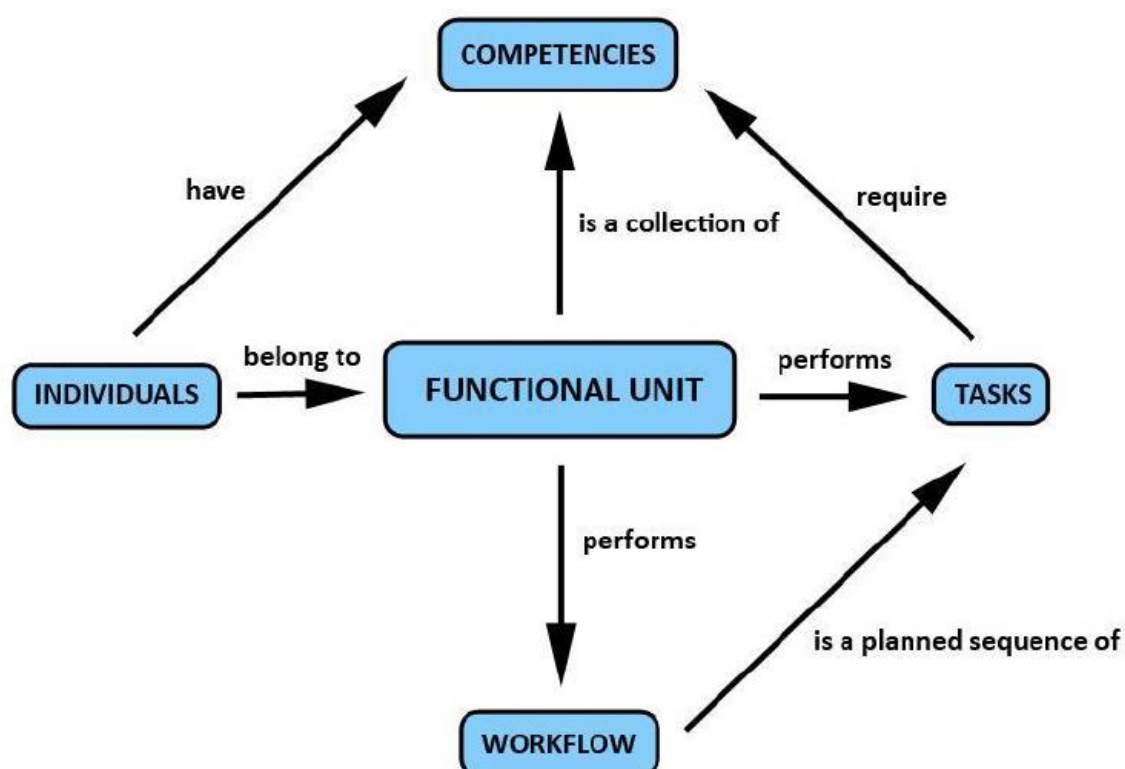 COMPETENCIES
have
is a collection of
require
INDIVIDUALS
belong to
FUNCTIONAL UNIT
performs
TASKS
performs
is a planned sequence of
WORKFLOW